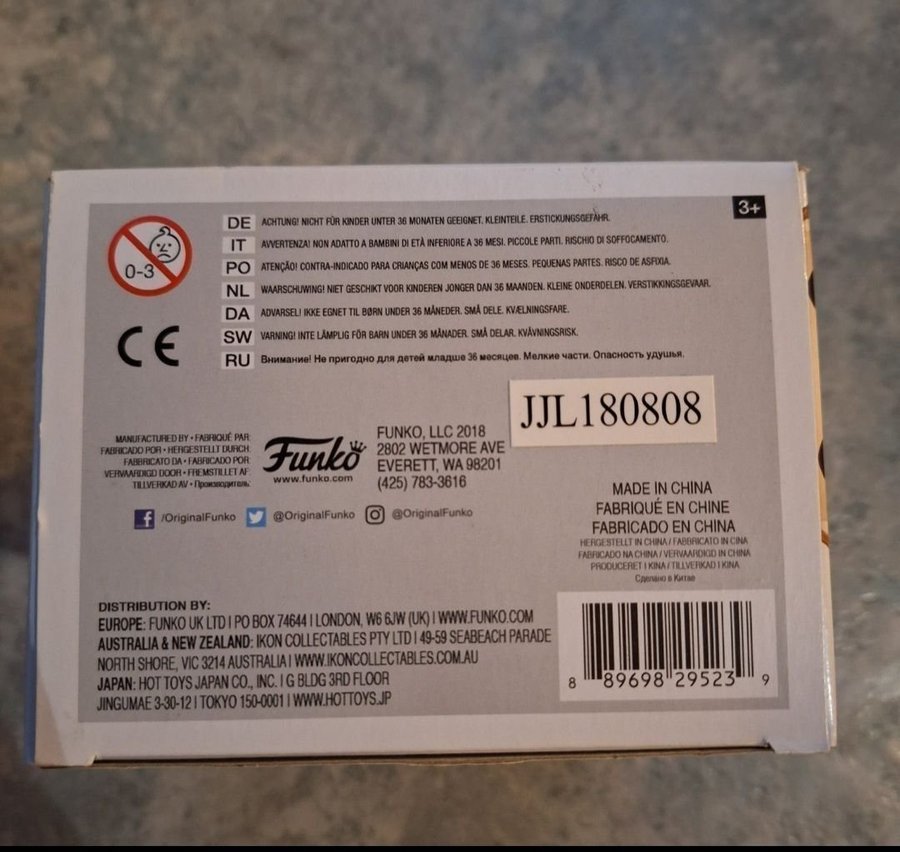 3+
0-3
DE ACHTUNG! NICHT FÜR KINDER UNTER 36 MONATEN GEEIGNET. KLEINTEILE. ERSTICKUNGSGEFAHR.
IT AVVERTENZA! NON ADATTO A BAMBINI DI ETÀ INFERIORE A 36 MESI. PICCOLE PARTI. RISCHIO DI SOFFOCAMENTO.
PO ATENÇÃO! CONTRA-INDICADO PARA CRIANÇAS COM MENOS DE 36 MESES. PEQUENAS PARTES. RISCO DE ASFIXIA.
NL WAARSCHUWING! NIET GESCHIKT VOOR KINDEREN JONGER DAN 36 MAANDEN. KLEINE ONDERDELEN. VERSTIKKINGSGEVAAR.
DA ADVARSEL! IKKE EGNET TIL BØRN UNDER 36 MÅNEDER. SMÅ DELE. KVÆLNINGSFARE.
SW VARNING! INTE LÄMPLIG FÖR BARN UNDER 36 MÅNADER. SMÅ DELAR. KVÄVNINGSRISK.
RU Внимание! Не пригодно для детей младше 36 месяцев. Мелкие части. Опасность удушья.
CE
JJL180808
MANUFACTURED BY • FABRIQUÉ PAR:
FABRICADO POR • HERGESTELLT DURCH:
FABBRICATO DA • FABRICADO POR:
VERVAARDIGD DOOR • FREMSTILLET AF:
TILLVERKAD AV • Производитель:
Funko
www.funko.com
FUNKO, LLC 2018
2802 WETMORE AVE
EVERETT, WA 98201
(425) 783-3616
/OriginalFunko @OriginalFunko @OriginalFunko
MADE IN CHINA
FABRIQUÉ EN CHINE
FABRICADO EN CHINA
HERGESTELLT IN CHINA / FABBRICATO IN CINA
FABRICADO NA CHINA / VERVAARDIGD IN CHINA
PRODUCERET I KINA / TILLVERKAD I KINA
Сделано в Китае
DISTRIBUTION BY:
EUROPE: FUNKO UK LTD | PO BOX 74644 | LONDON, W6 6JW (UK) | WWW.FUNKO.COM
AUSTRALIA & NEW ZEALAND: IKON COLLECTABLES PTY LTD | 49-59 SEABEACH PARADE
NORTH SHORE, VIC 3214 AUSTRALIA | WWW.IKONCOLLECTABLES.COM.AU
JAPAN: HOT TOYS JAPAN CO., INC. | G BLDG 3RD FLOOR
JINGUMAE 3-30-12 | TOKYO 150-0001 | WWW.HOTTOYS.JP
8 89698 29523 9